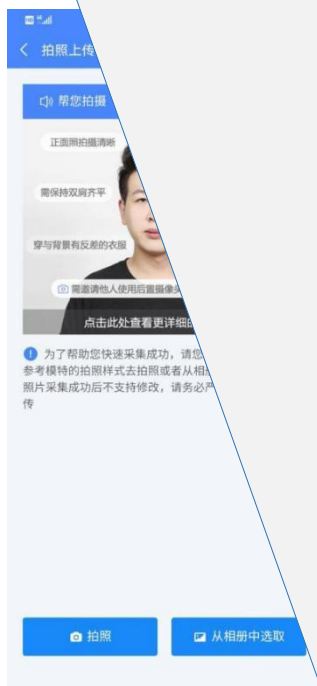 拍照上传
帮您拍摄
正面照拍摄清晰
需保持双肩齐平
穿与背景有反差的衣服
需邀请他人使用后置摄像头
点击此处查看更详细
为了帮助您快速采集成功，请您
参考模特的拍照样式去拍照或者从相
照片采集成功后不支持修改，请务必严
传
拍照
从相册中选取